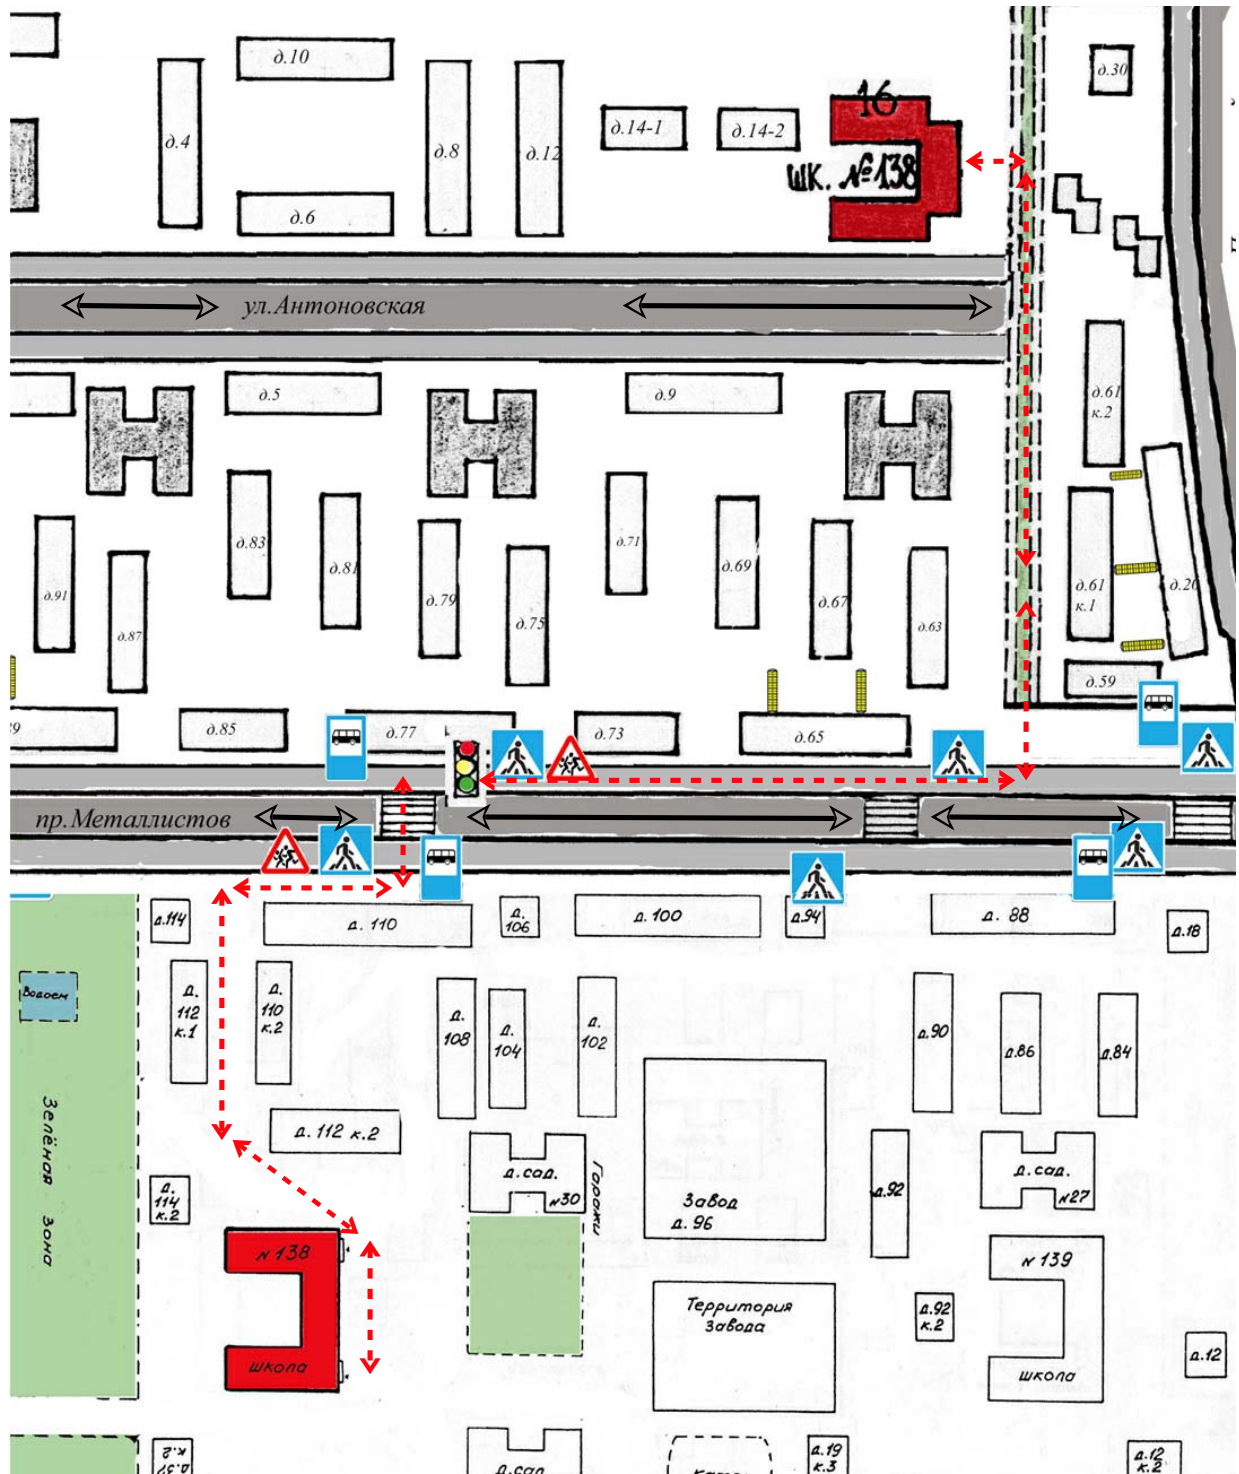 д.10
д.30
16
д.4
д.8
д.12
д.14-1
д.14-2
шк. №138
д.6
ул.Антоновская
д.5
д.9
д.61
к.2
д.83
д.81
д.71
д.69
д.91
д.87
д.79
д.75
д.67
д.63
д.61
к.1
д.59
д.85
д.77
д.73
д.65
пр.Металлистов
д.114
д. 110
д.
106
д. 100
д.94
д. 88
д.18
Водоем
д.
112
к.1
д.
110
к.2
д.
108
д.
104
д.
102
д.90
д.86
д.84
Зелёная зона
д. 112 к.2
д.сад.
№30
Гаражи
Завод
д. 96
д.92
д.сад.
№27
д.
114
к.2
№ 138
школа
Территория
завода
д.92
к.2
№ 139
школа
д.12
д.19
к.3
д.12
к.2